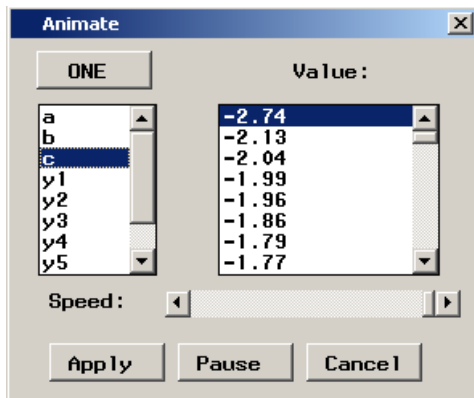 Animate
ONE
Value:
a
b
c
y1
y2
y3
y4
y5
-2.74
-2.13
-2.04
-1.99
-1.96
-1.86
-1.79
-1.77
Speed:
Apply Pause Cancel